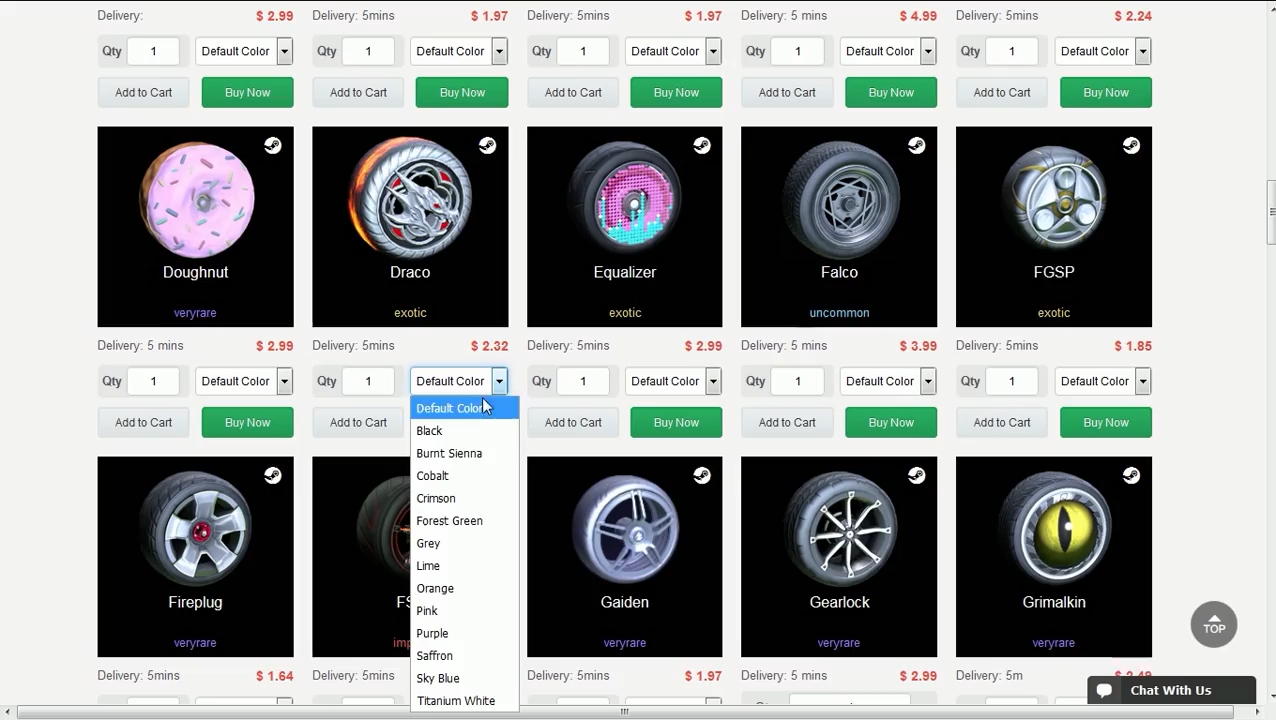 Delivery: $ 2.99 Delivery: 5mins $ 1.97 Delivery: 5mins $ 1.97 Delivery: 5 mins $ 4.99 Delivery: 5mins $ 2.24
Qty 1 Default Color Qty 1 Default Color Qty 1 Default Color Qty 1 Default Color Qty 1 Default Color
Add to Cart Buy Now Add to Cart Buy Now Add to Cart Buy Now Add to Cart Buy Now Add to Cart Buy Now
Doughnut Draco Equalizer Falco FGSP
veryrare exotic exotic uncommon exotic
Delivery: 5 mins $ 2.99 Delivery: 5mins $ 2.32 Delivery: 5mins $ 2.99 Delivery: 5 mins $ 3.99 Delivery: 5mins $ 1.85
Qty 1 Default Color Qty 1 Default Color Qty 1 Default Color Qty 1 Default Color Qty 1 Default Color
Add to Cart Buy Now Add to Cart Add to Cart Buy Now Add to Cart Buy Now Add to Cart Buy Now
Default Color
Black
Burnt Sienna
Cobalt
Crimson
Forest Green
Grey
Lime
Orange
Pink
Purple
Saffron
Sky Blue
Titanium White
Fireplug Gaiden Gearlock Grimalkin
veryrare veryrare veryrare veryrare
Delivery: 5mins $ 1.64 Delivery: 5mins $ 1.97 Delivery: 5mins $ 2.99 Delivery: 5m
TOP
Chat With Us